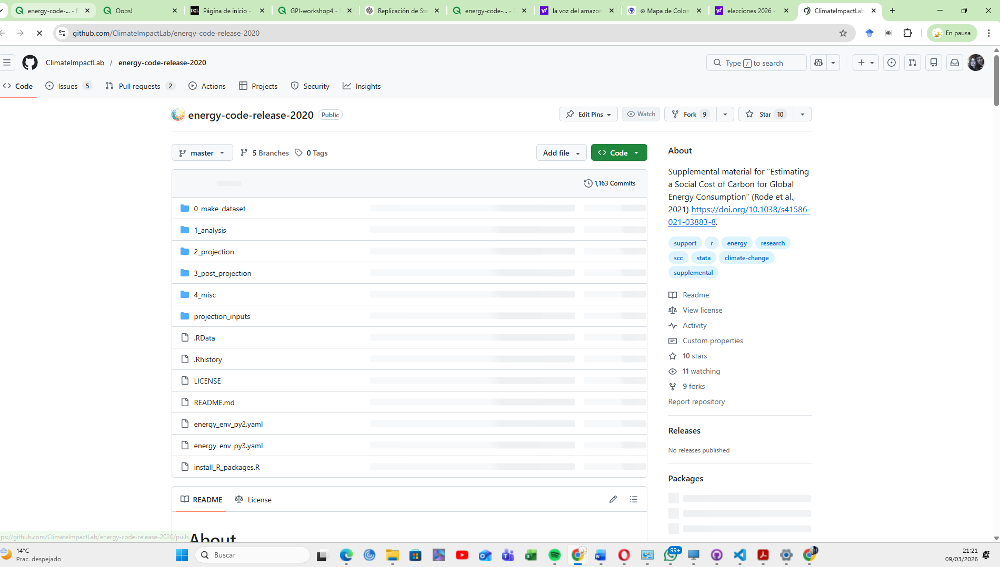 energy-code-... - R
Oops!
D2L
Página de inicio -
GPI-workshop4 -
Replicación de Ste
energy-code-... - D
la voz del amazon
Mapa de Colom
elecciones 2026 -
ClimateImpactLab
github.com/ClimateImpactLab/energy-code-release-2020
En pausa
ClimateImpactLab / energy-code-release-2020
Type / to search
Code
Issues 5
Pull requests 2
Actions
Projects
Security
Insights
energy-code-release-2020 Public
Edit Pins
Watch
Fork 9
Star 10
master
5 Branches
0 Tags
Add file
Code
1,163 Commits
0_make_dataset
1_analysis
2_projection
3_post_projection
4_misc
projection_inputs
.RData
.Rhistory
LICENSE
README.md
energy_env_py2.yaml
energy_env_py3.yaml
install_R_packages.R
README
License
About
About
Supplemental material for "Estimating
a Social Cost of Carbon for Global
Energy Consumption" (Rode et al.,
2021) https://doi.org/10.1038/s41586-
021-03883-8.
support r energy research
scc stata climate-change
supplemental
Readme
View license
Activity
Custom properties
10 stars
11 watching
9 forks
Report repository
Releases
No releases published
Packages
ps://github.com/ClimateImpactLab/energy-code-release-2020/pulls
14°C
Prac. despejado
Buscar
99+
21:21
09/03/2026